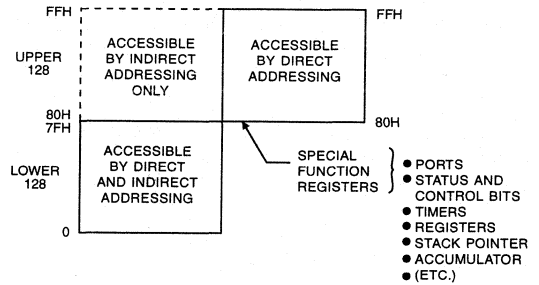 FFH
UPPER
128
80H
7FH
LOWER
128
0
ACCESSIBLE
BY INDIRECT
ADDRESSING
ONLY
ACCESSIBLE
BY DIRECT
ADDRESSING
FFH
80H
ACCESSIBLE
BY DIRECT
AND INDIRECT
ADDRESSING
SPECIAL
FUNCTION
REGISTERS
● PORTS
● STATUS AND
CONTROL BITS
● TIMERS
● REGISTERS
● STACK POINTER
● ACCUMULATOR
● (ETC.)